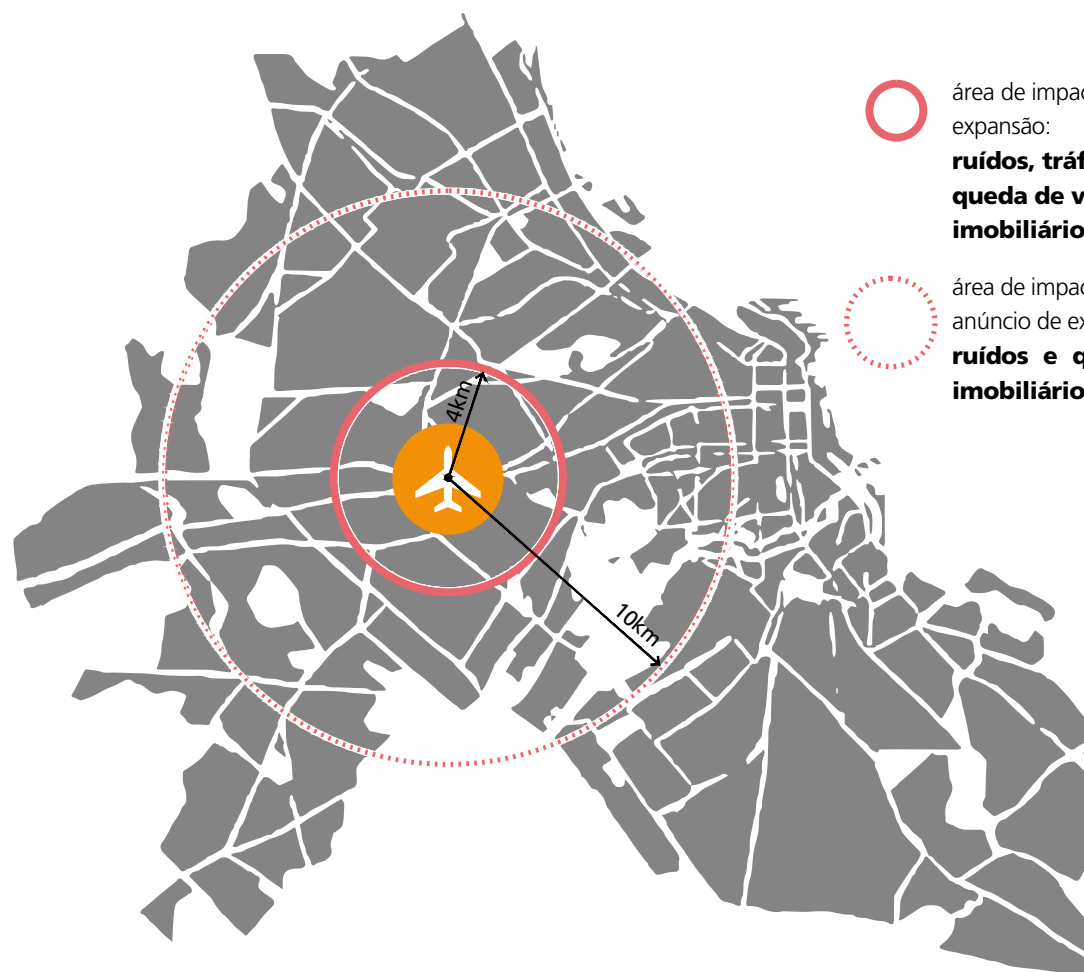 área de impac
expansão:
ruídos, tráf
queda de v
imobiliário
área de impac
anúncio de ex
ruídos e q
imobiliário
4km
10km